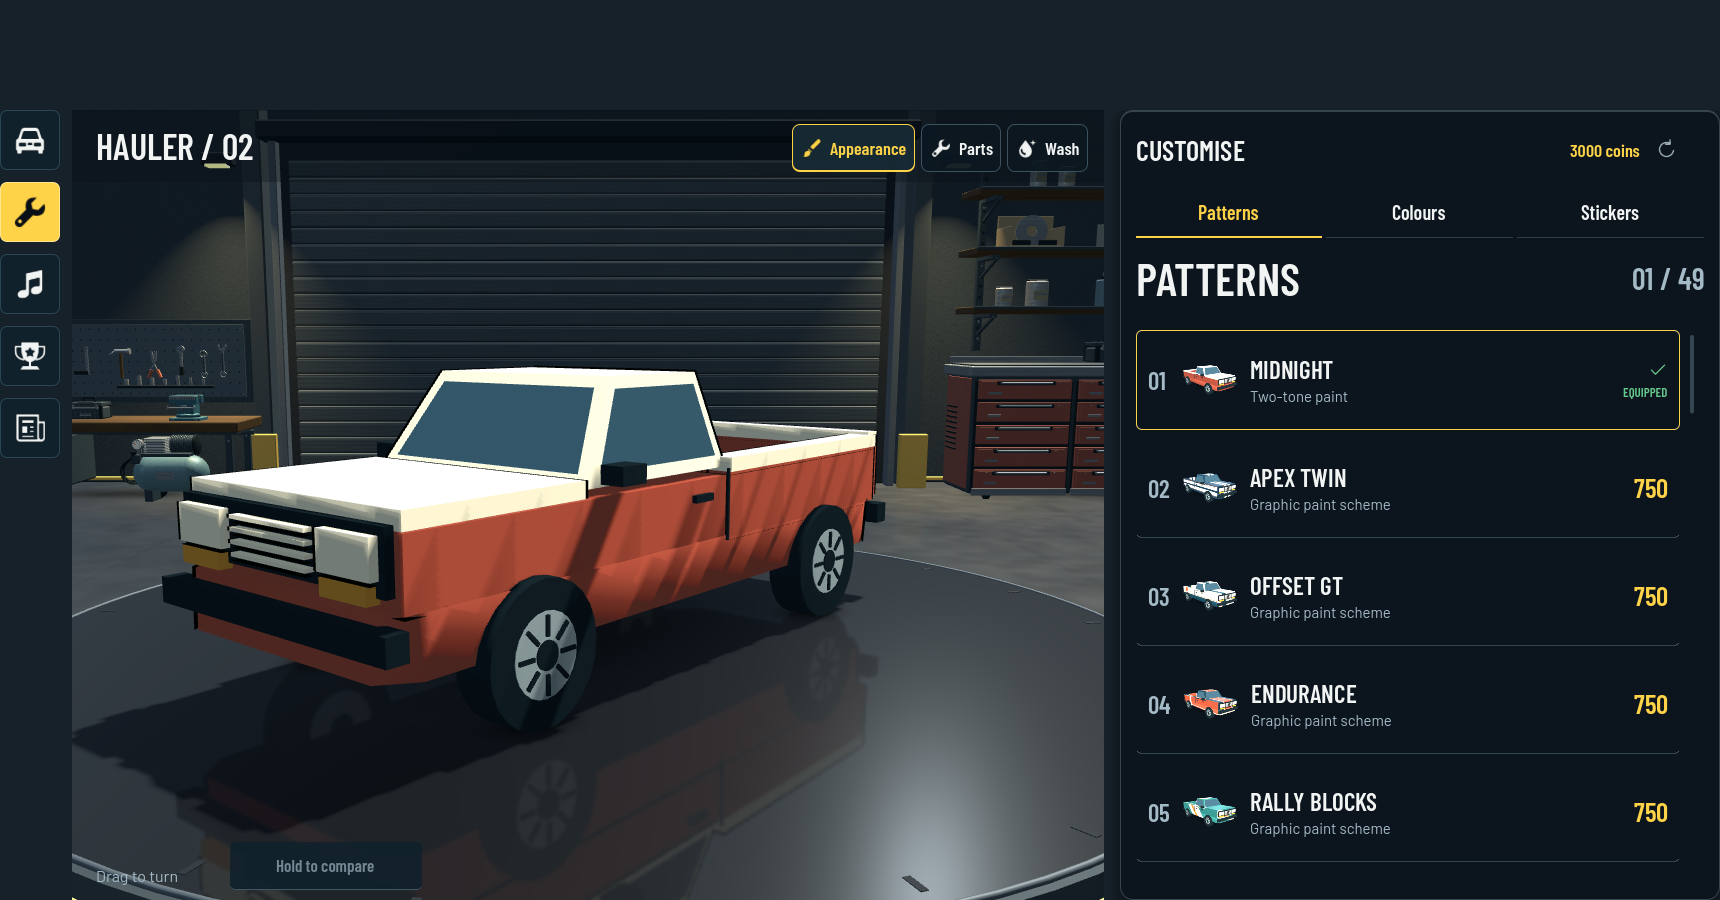 HAULER / 02
Appearance
Parts
Wash
Drag to turn
Hold to compare
CUSTOMISE
3000 coins
Patterns
Colours
Stickers
PATTERNS
01 / 49
01
MIDNIGHT
Two-tone paint
EQUIPPED
02
APEX TWIN
Graphic paint scheme
750
03
OFFSET GT
Graphic paint scheme
750
04
ENDURANCE
Graphic paint scheme
750
05
RALLY BLOCKS
Graphic paint scheme
750